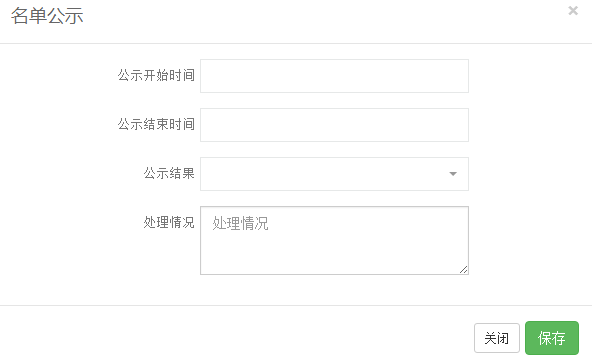 名单公示 ×
公示开始时间
公示结束时间
公示结果
处理情况 处理情况
关闭 保存